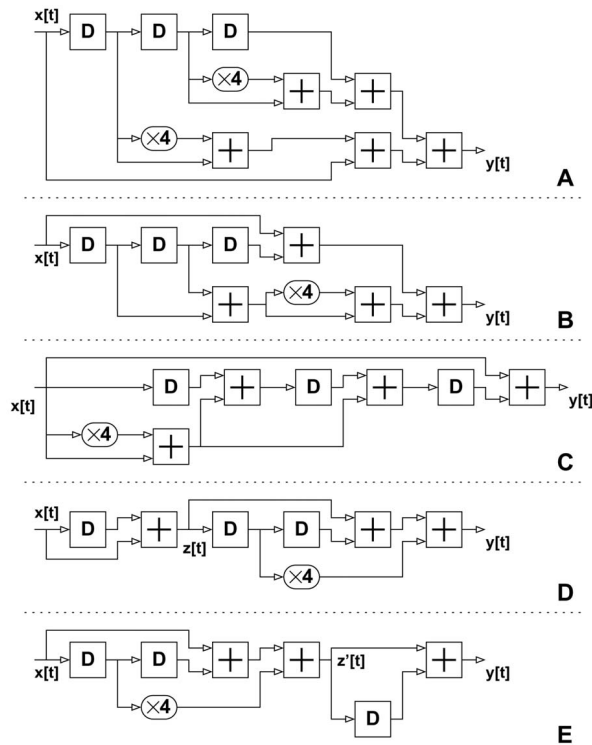 x[t]
D D D
×4 + +
×4 + + +
y[t]
A
D D D +
x[t]
+ ×4 + +
y[t]
B
D + D + D +
x[t] y[t]
×4 +
C
x[t]
D + D D + +
z[t] y[t]
×4
D
D D + +
x[t] z'[t] + y[t]
×4 D
E